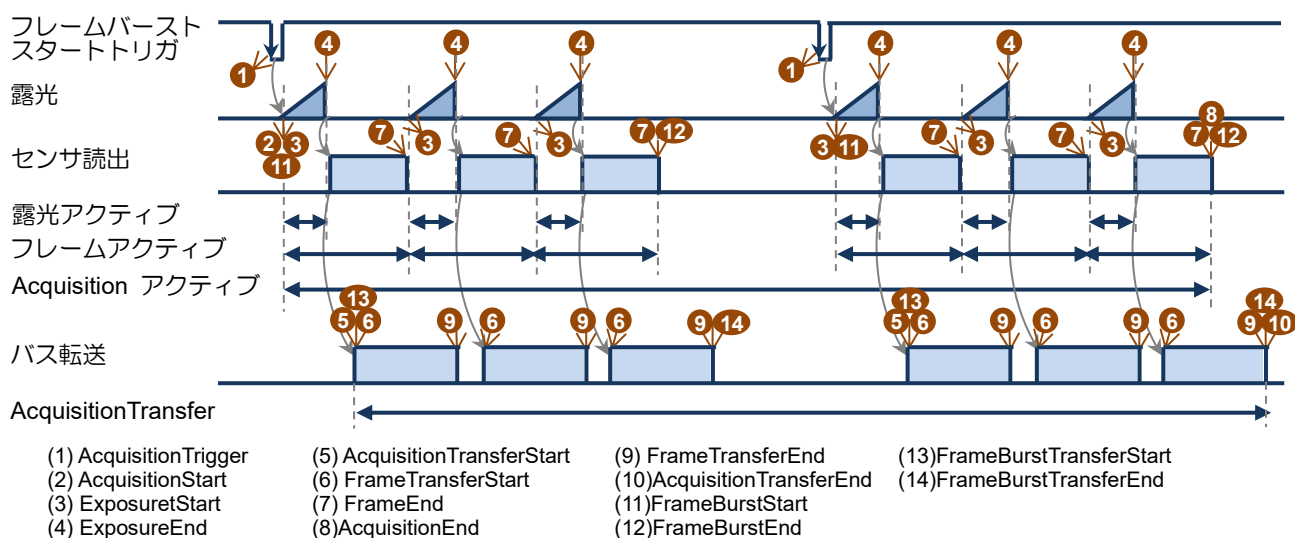 フレームバースト
スタートトリガ
4 4 4 4 4 4
1 1
露光
8
7 7 7 12 7 7 7 12
2 3 3 3 3 11 3 3
11
センサ読出
露光アクティブ
フレームアクティブ
Acquisition アクティブ
13 13 14
5 6 9 6 9 6 9 14 5 6 9 6 9 6 9 10
バス転送
AcquisitionTransfer
(1) AcquisitionTrigger (5) AcquisitionTransferStart (9) FrameTransferEnd (13)FrameBurstTransferStart
(2) AcquisitionStart (6) FrameTransferStart (10)AcquisitionTransferEnd (14)FrameBurstTransferEnd
(3) ExposuretStart (7) FrameEnd (11)FrameBurstStart
(4) ExposureEnd (8)AcquisitionEnd (12)FrameBurstEnd